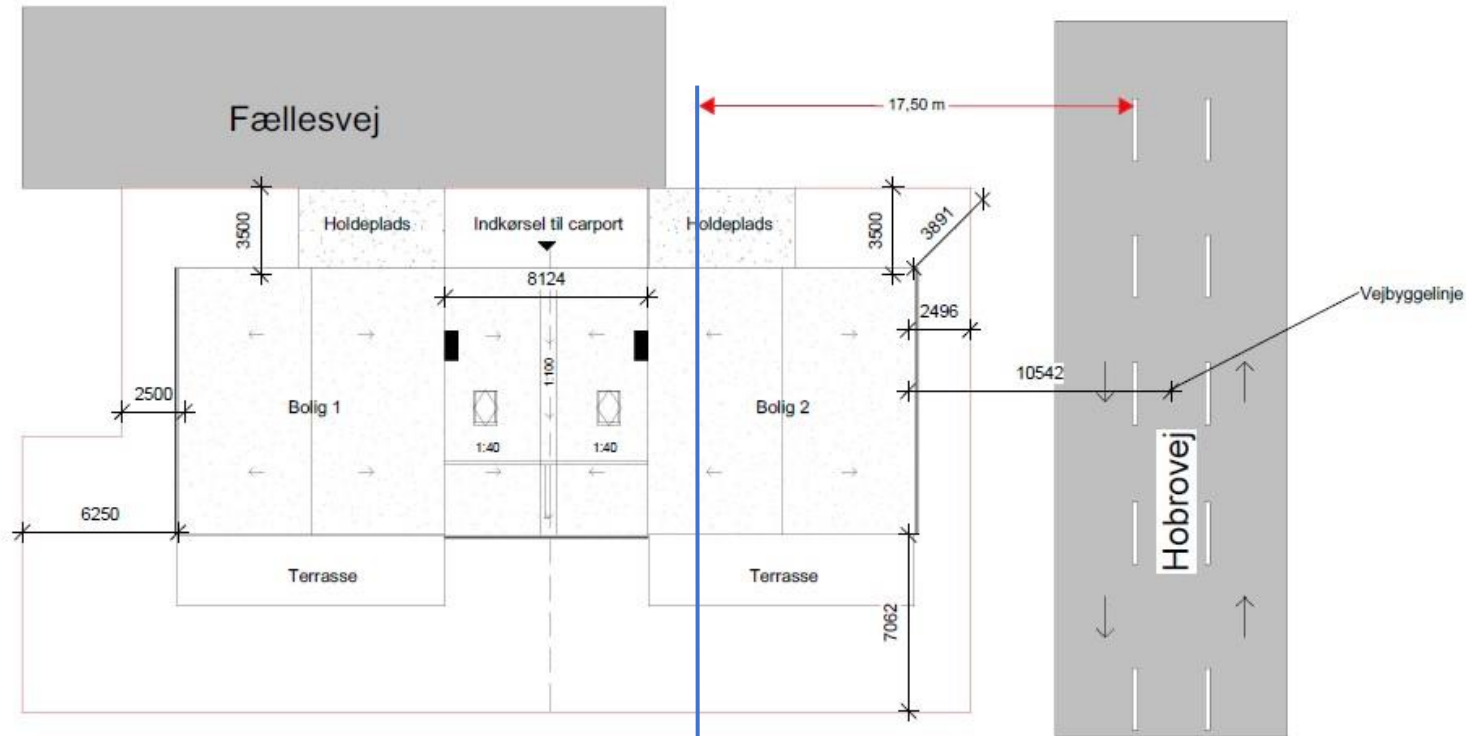 Fællesvej
17,50 m
Holdeplads
Indkørsel til carport
Holdeplads
3500
3500
3891
8124
2496
Vejbyggelinje
1:100
10542
2500
Bolig 1
Bolig 2
1:40
1:40
Hobrovej
6250
Terrasse
Terrasse
7062